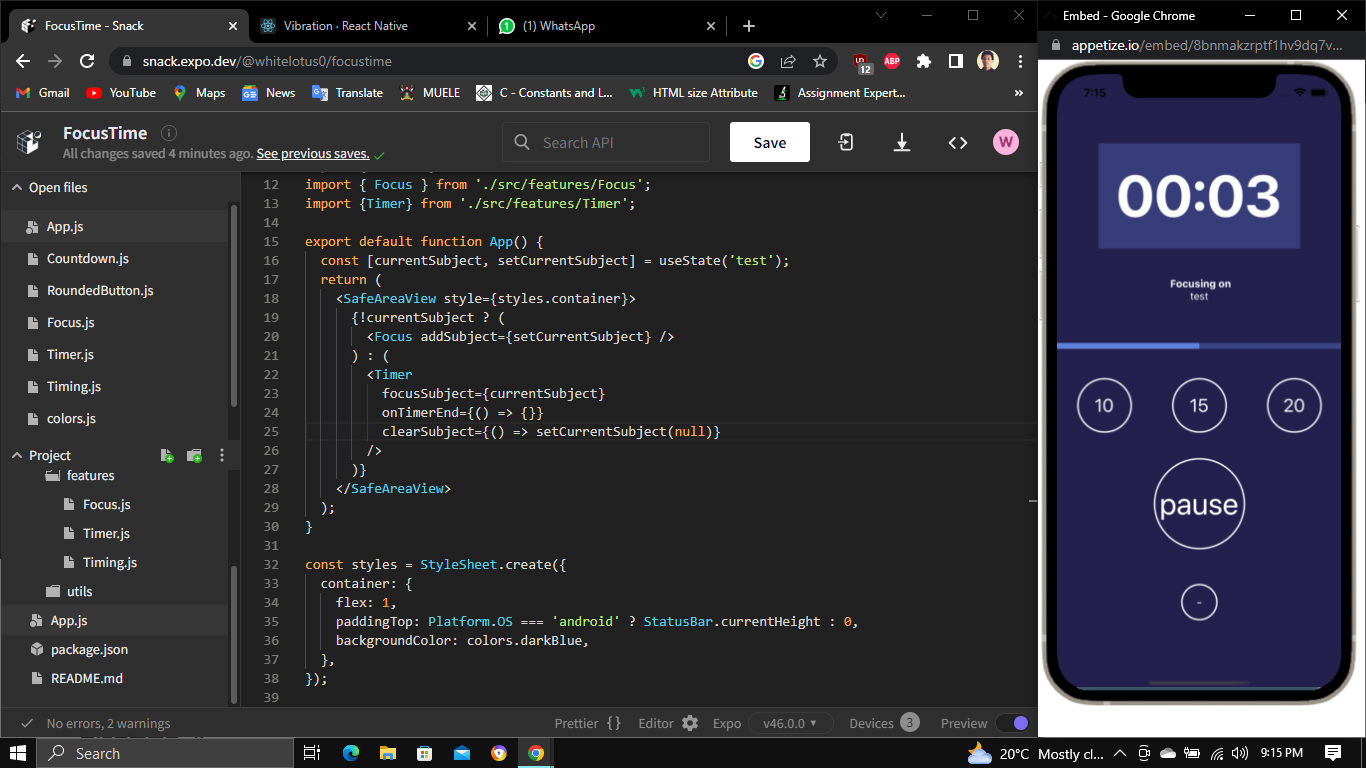 FocusTime - Snack
Vibration · React Native
(1) WhatsApp
Embed - Google Chrome
snack.expo.dev/@whitelotus0/focustime
12
ABP
appetize.io/embed/8bnmakzrptf1hv9dq7v...
Gmail
YouTube
Maps
News
Translate
MUELE
C - Constants and L...
HTML size Attribute
Assignment Expert...
»
FocusTime
All changes saved 4 minutes ago. See previous saves.
Search API
Save
W
Open files
App.js
Countdown.js
RoundedButton.js
Focus.js
Timer.js
Timing.js
colors.js
Project
features
Focus.js
Timer.js
Timing.js
utils
App.js
package.json
README.md
12 import { Focus } from './src/features/Focus';
13 import {Timer} from './src/features/Timer';
14
15 export default function App() {
16 const [currentSubject, setCurrentSubject] = useState('test');
17 return (
18 <SafeAreaView style={styles.container}>
19 {!currentSubject ? (
20 <Focus addSubject={setCurrentSubject} />
21 ) : (
22 <Timer
23 focusSubject={currentSubject}
24 onTimerEnd={() => {}}
25 clearSubject={() => setCurrentSubject(null)}
26 />
27 )}
28 </SafeAreaView>
29 );
30 }
31
32 const styles = StyleSheet.create({
33 container: {
34 flex: 1,
35 paddingTop: Platform.OS === 'android' ? StatusBar.currentHeight : 0,
36 backgroundColor: colors.darkBlue,
37 },
38 });
39
7:15
00:03
Focusing on
test
10
15
20
pause
-
No errors, 2 warnings
Prettier {}
Editor
Expo
v46.0.0
Devices
3
Preview
Search
20°C Mostly cl...
9:15 PM